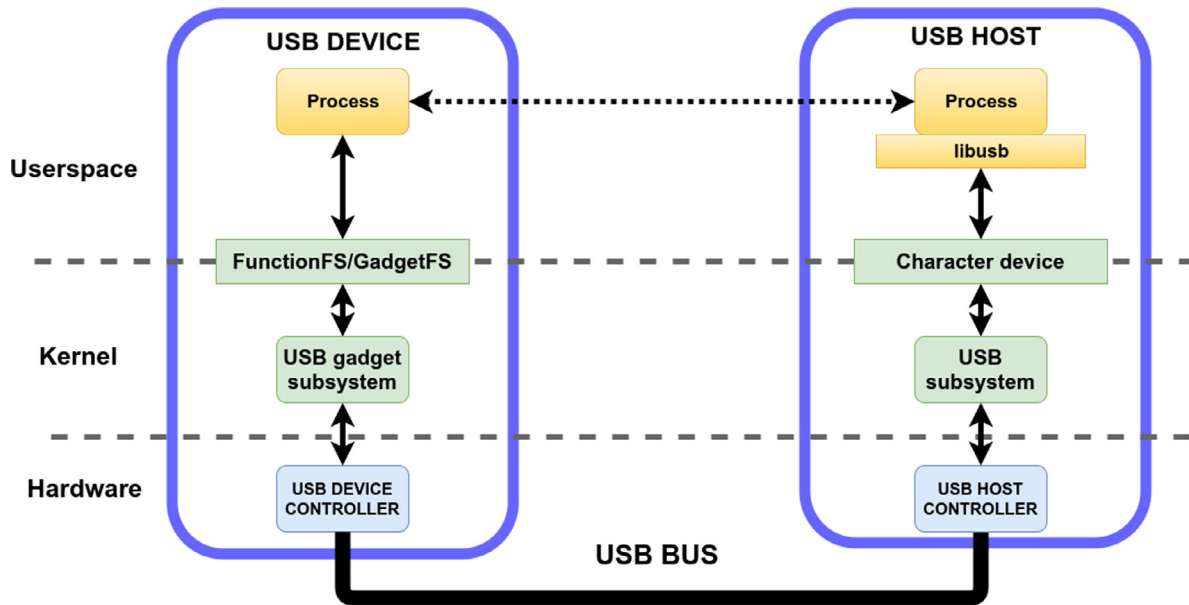 USB DEVICE
USB HOST
Process
Process
libusb
Userspace
FunctionFS/GadgetFS
Character device
Kernel
USB gadget
subsystem
USB
subsystem
Hardware
USB DEVICE
CONTROLLER
USB HOST
CONTROLLER
USB BUS